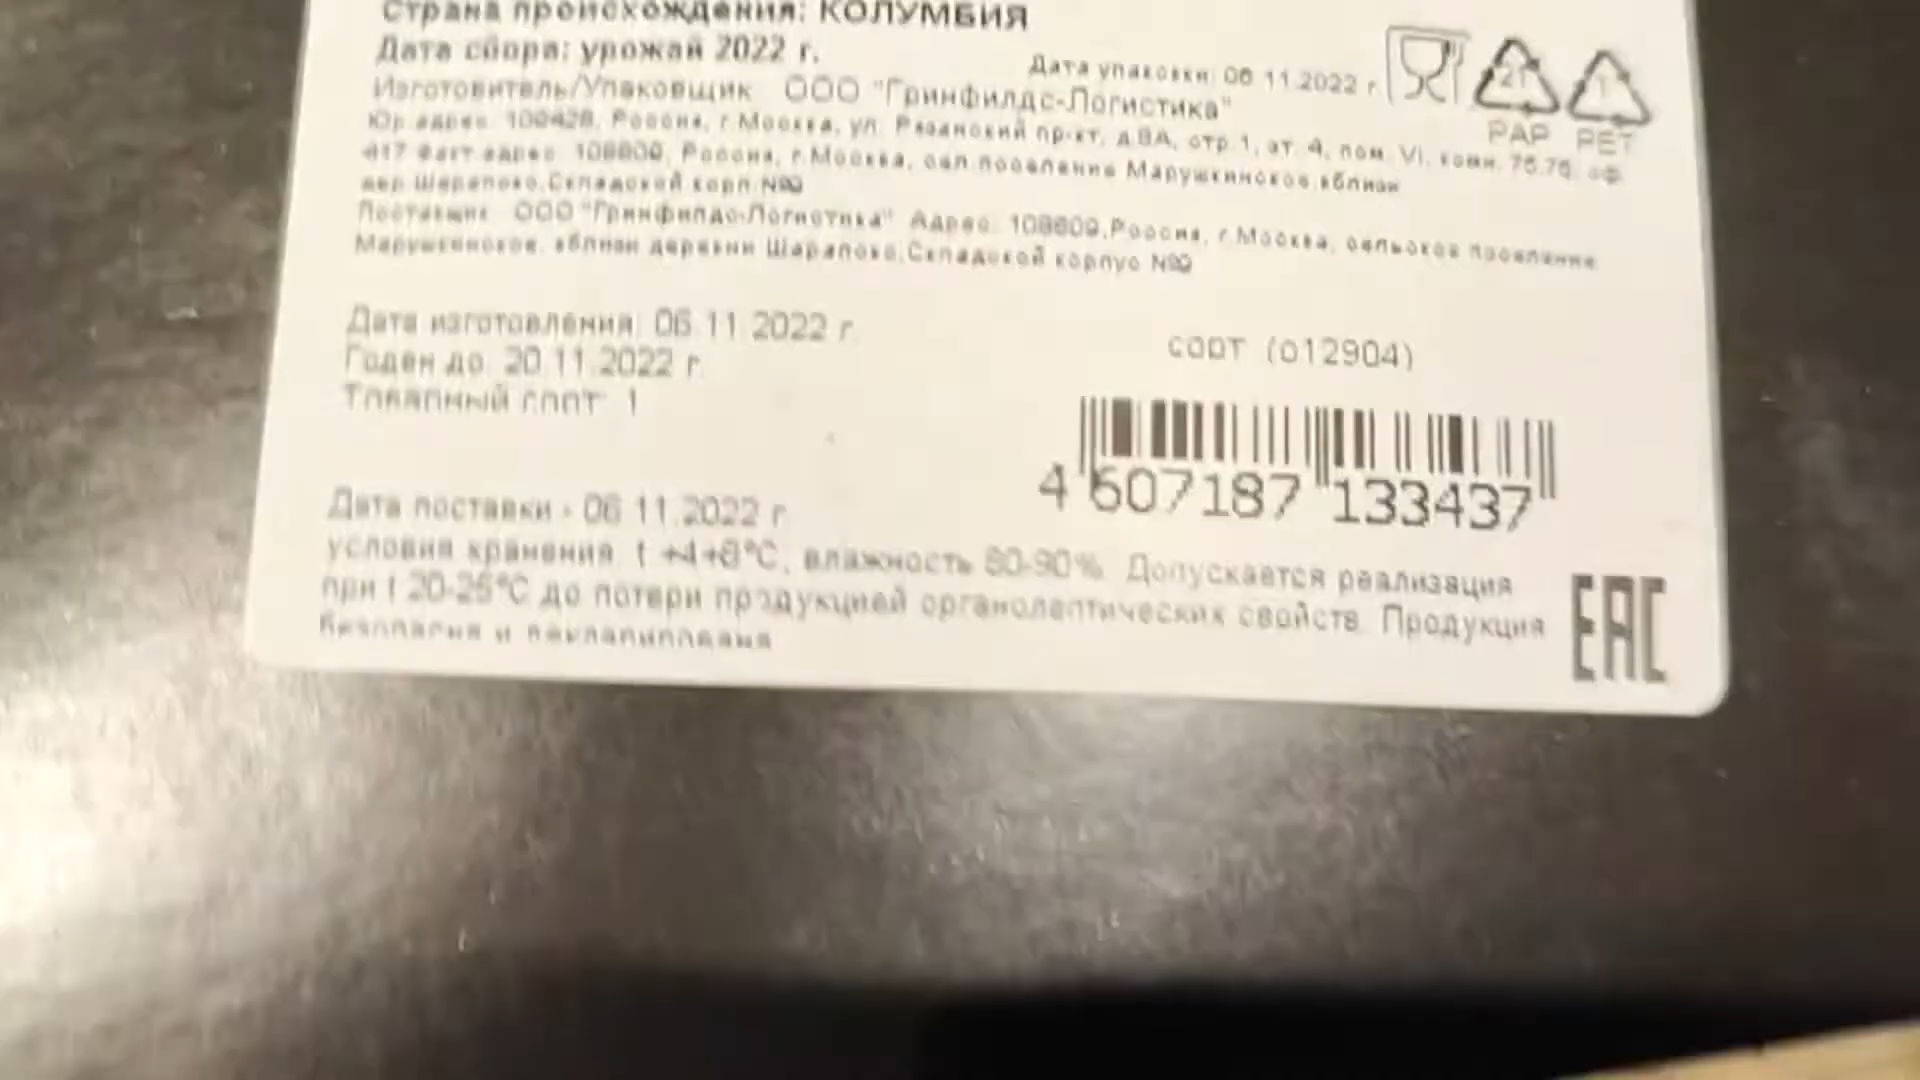 Страна происхождения: КОЛУМБИЯ
Дата сбора: урожай 2022 г.
Дата упаковки: 06 11.2022 г
Изготовитель/Упаковщик: ООО "Гринфилдс-Логистика"
21
1
PAP PET
Юр адрес: 109428, Россия, г.Москва, ул. Рязанский пр-кт, д.8А, стр.1, эт. 4, пом. VI, комн. 75,76, оф.
417 Факт адрес: 108809, Россия, г.Москва, сел.поселение Марушкинское,вблизи
дер.Шарапово,Складской корп.№9
Поставщик: ООО "Гринфилдс-Логистика" Адрес: 108809,Россия, г.Москва, сельское поселение
Марушкинское, вблизи деревни Шарапово,Складской корпус №9
Дата изготовления: 06.11.2022 г.
Годен до: 20.11.2022 г.
Товарный сорт: 1
сорт (о12904)
4 607187 133437
Дата поставки - 06.11.2022 г.
условия хранения: t +4+8°С, влажность 80-90%. Допускается реализация
при t 20-25°С до потери продукцией органолептических свойств. Продукция
безопасна и декларирована
EAC